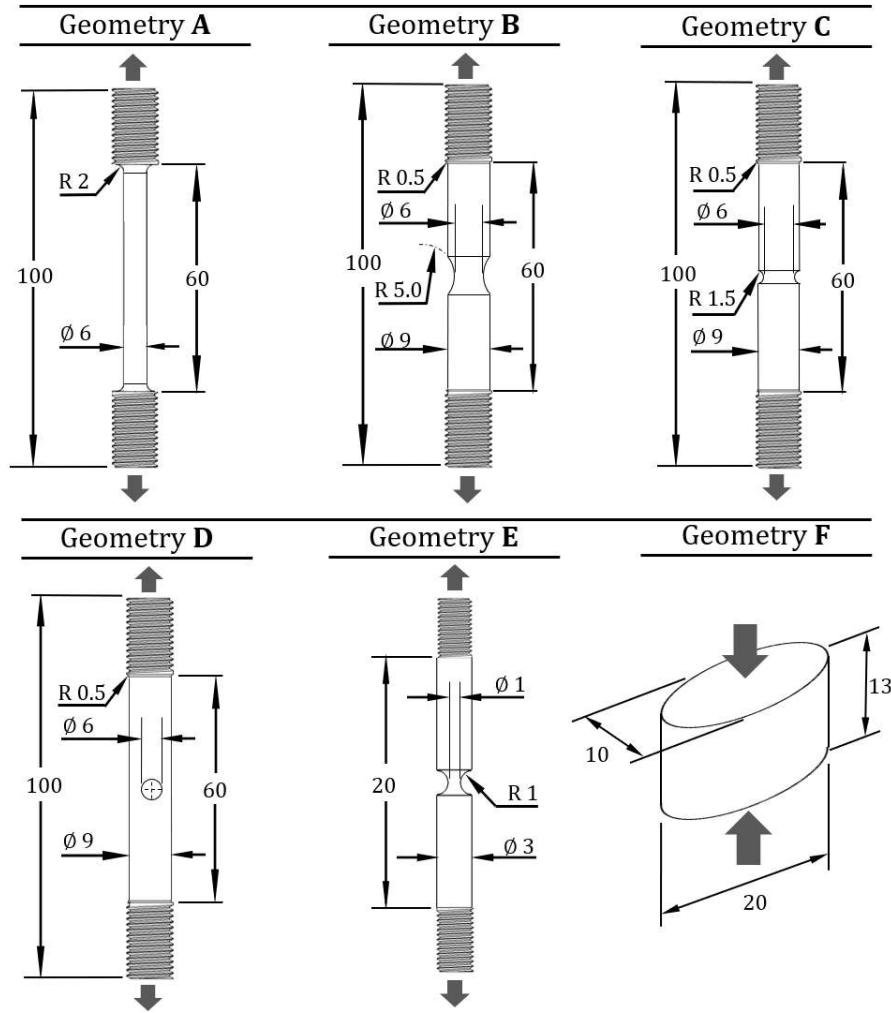 Geometry A
Geometry B
Geometry C
R 2
100
60
Ø 6
R 0.5
Ø 6
100
R 5.0
60
Ø 9
R 0.5
Ø 6
100
R 1.5
60
Ø 9
Geometry D
Geometry E
Geometry F
R 0.5
Ø 6
100
60
Ø 9
Ø 1
20
R 1
Ø 3
13
10
20